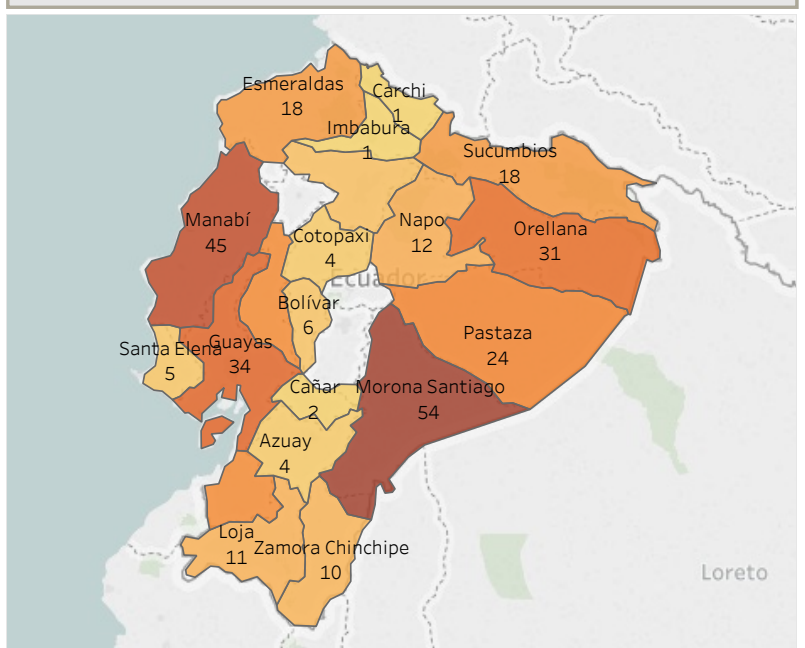 Esmeraldas
18
Carchi
1
Imbabura
1
Sucumbios
18
Manabí
45
Cotopaxi
4
Napo
12
Orellana
31
Ecuador
Bolívar
6
Santa Elena
5
Guayas
34
Pastaza
24
Cañar
2
Morona Santiago
54
Azuay
4
Loja
11
Zamora Chinchipe
10
Loreto